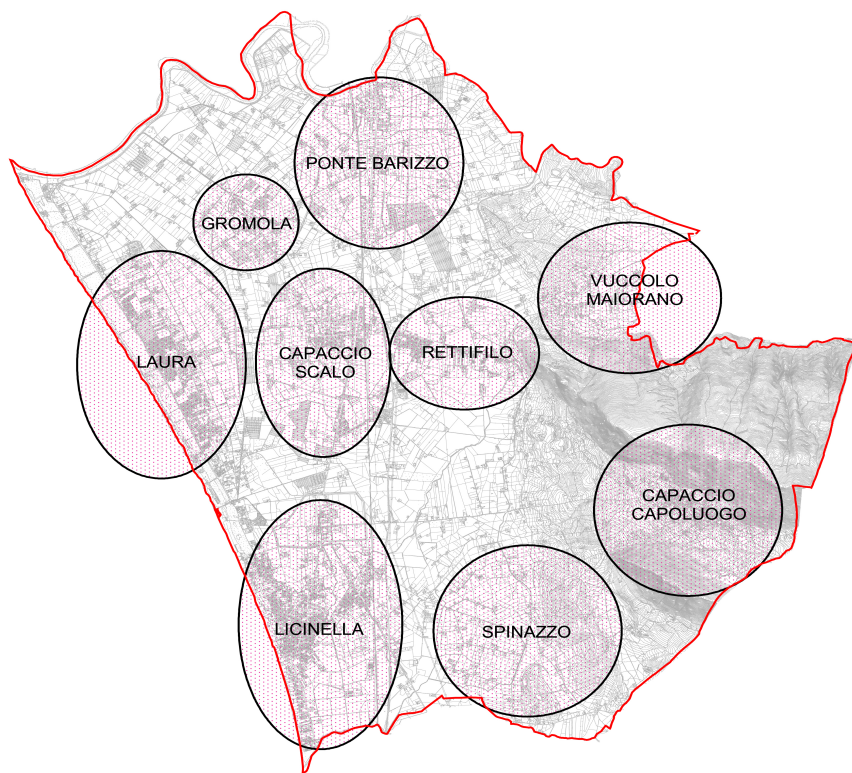 PONTE BARIZZO
GROMOLA
VUCCOLO
MAIORANO
LAURA
CAPACCIO
SCALO
RETTIFILO
CAPACCIO
CAPOLUOGO
LICINELLA
SPINAZZO